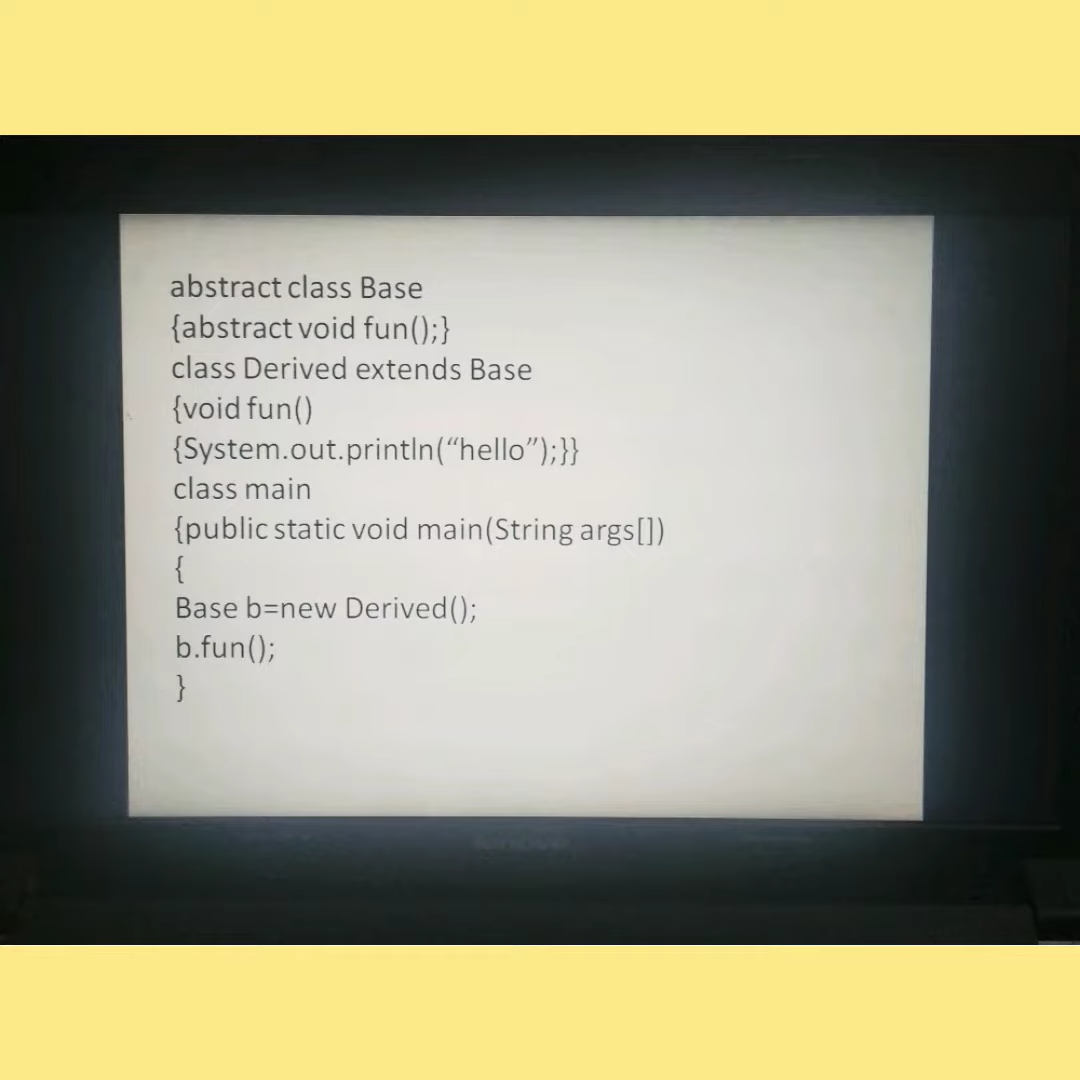 abstract class Base
{abstract void fun();}
class Derived extends Base
{void fun()
{System.out.println(“hello”);}}
class main
{public static void main(String args[])
{
Base b=new Derived();
b.fun();
}